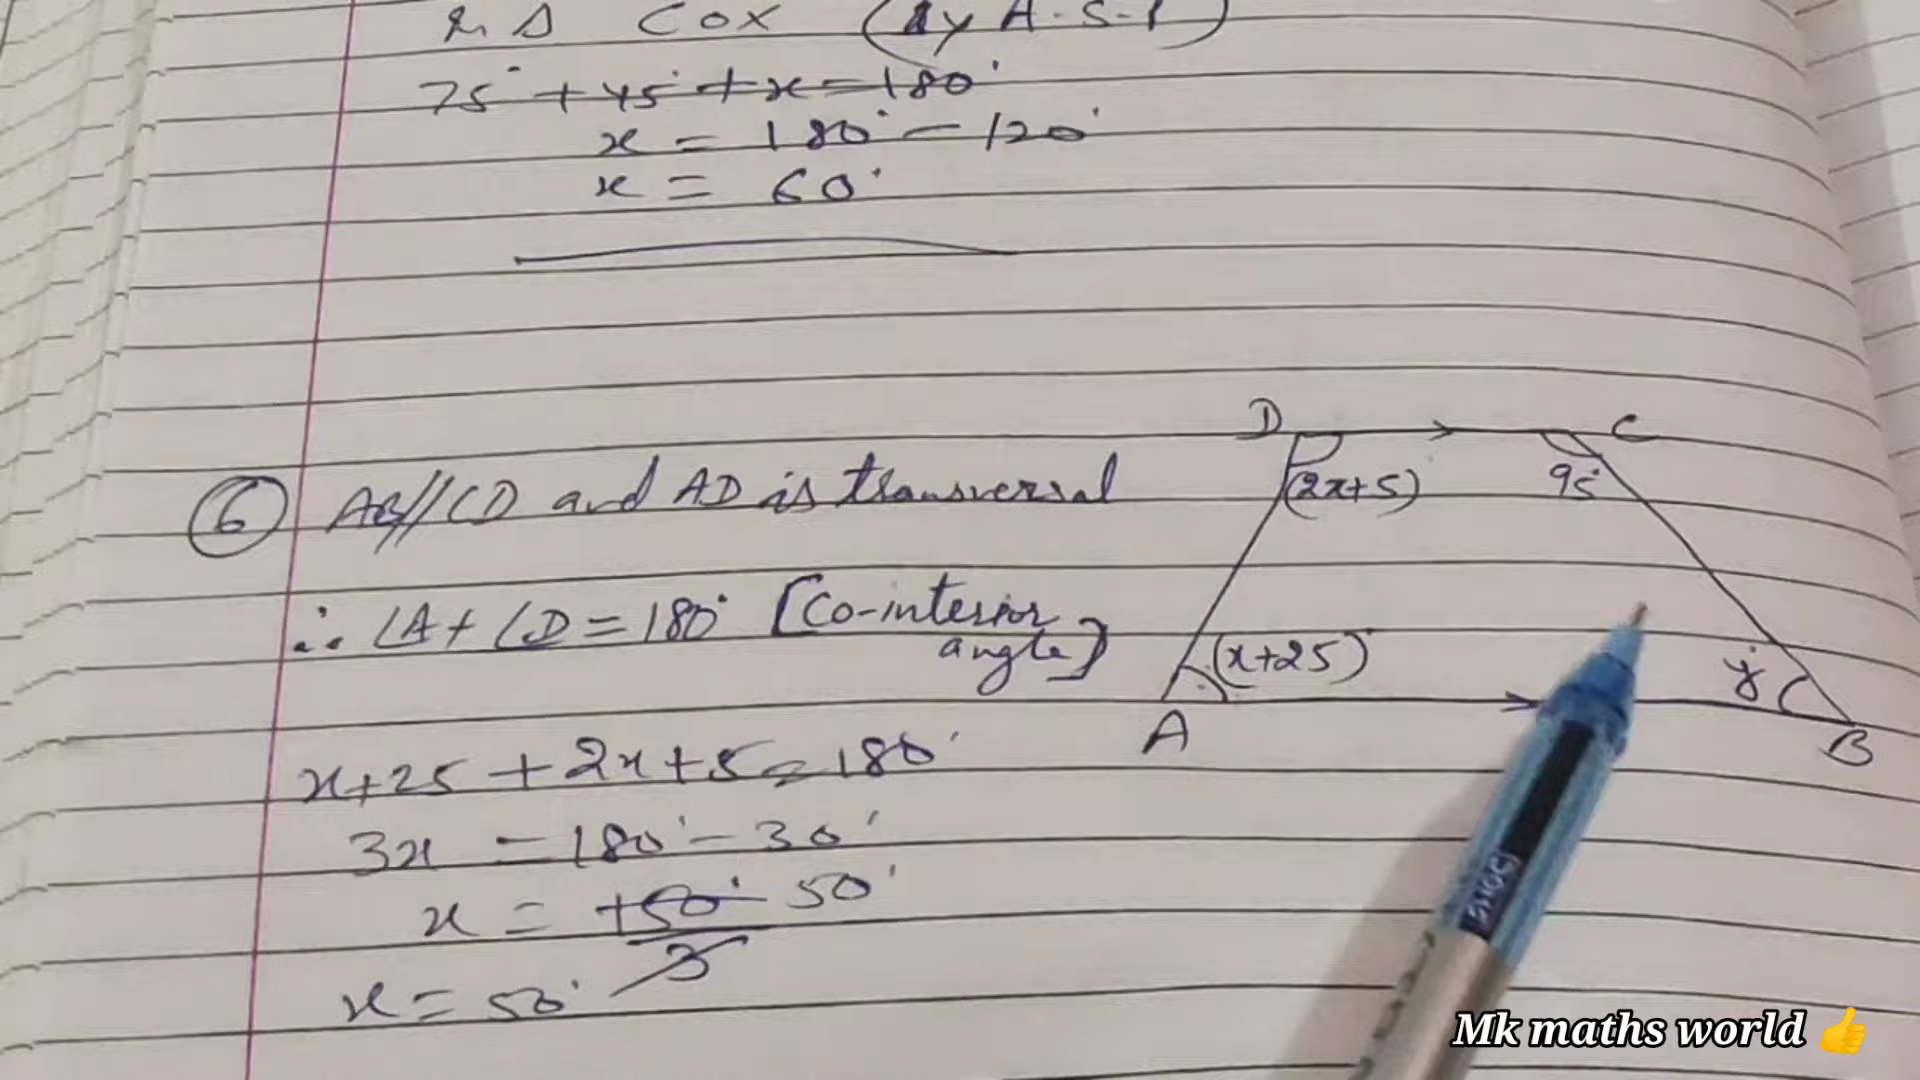 COX (by A.S.P)
75° + 45° + x = 180°
x = 180° - 120°
x = 60°
D C
(2x+5) 95°
⑥ AB//CD and AD is transversal
∴ ∠A + ∠D = 180° [Co-interior
angle]
(x+25)° y°
A B
x+25 + 2x+5 = 180°
3x = 180° - 30°
x = 150° 50°
3
x = 50°
Mk maths world 👍